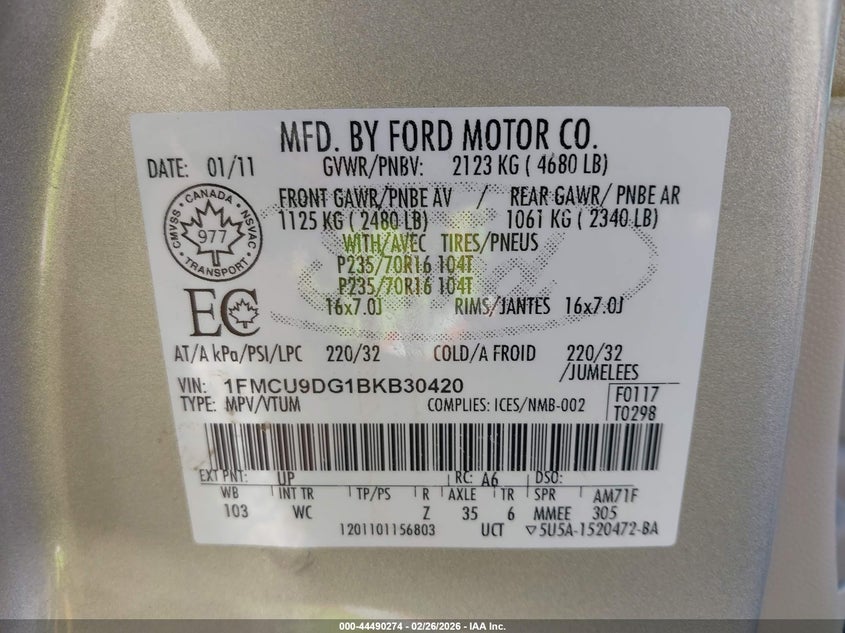 MFD. BY FORD MOTOR CO.
DATE: 01/11 GVWR/PNBV: 2123 KG ( 4680 LB)
FRONT GAWR/PNBE AV / REAR GAWR/ PNBE AR
1125 KG ( 2480 LB) 1061 KG ( 2340 LB)
WITH/AVEC TIRES/PNEUS
P235/70R16 104T
P235/70R16 104T
16x7.0J RIMS/JANTES 16x7.0J
CMVSS · CANADA · NSVAC · TRANSPORT ·
977
EC
AT/A kPa/PSI/LPC 220/32 COLD/A FROID 220/32
/JUMELEES
VIN: 1FMCU9DG1BKB30420
F0117
TYPE: MPV/VTUM COMPLIES: ICES/NMB-002
T0298
EXT PNT: UP RC: A6 DSO:
WB INT TR TP/PS R AXLE TR SPR AM71F
103 WC Z 35 6 MMEE 305
1201101156803 UCT ▽5U5A-1520472-BA
000-44490274 - 02/26/2026 - IAA Inc.